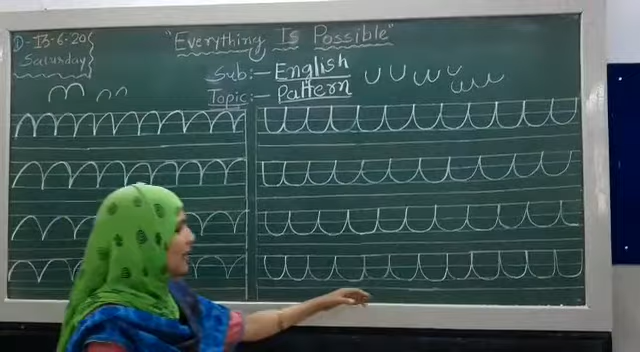 D - 13-6-20
Saturday
"Everything Is Possible"
Sub:- English
Topic:- Pattern